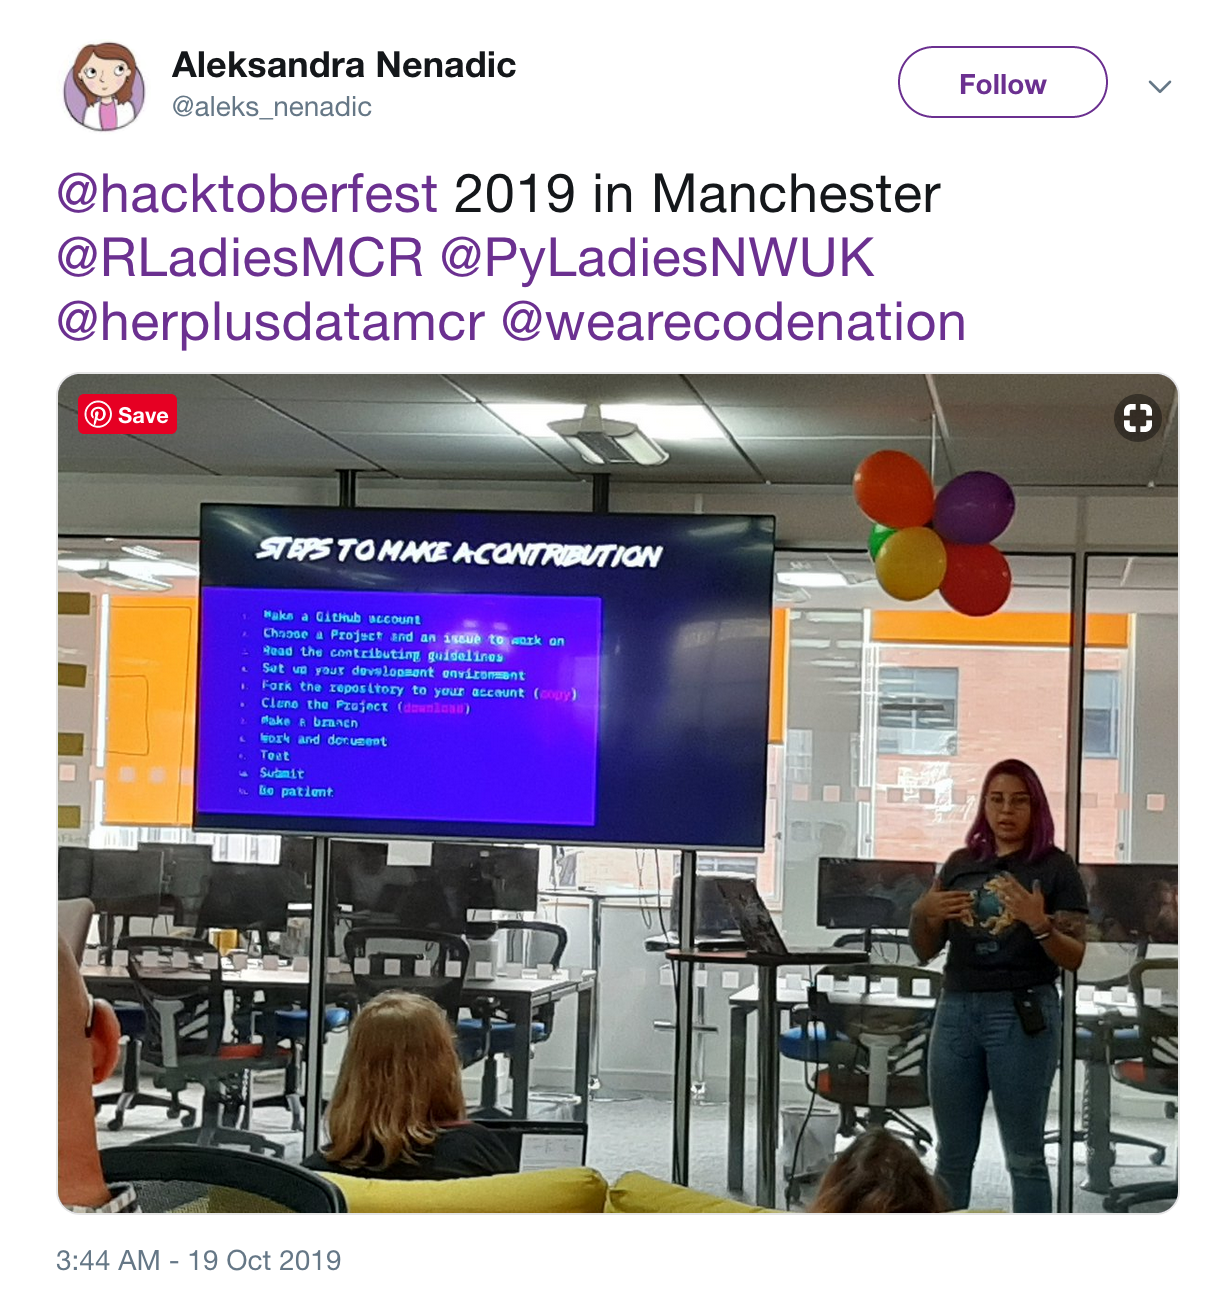 Aleksandra Nenadic
@aleks_nenadic
Follow
@hacktoberfest 2019 in Manchester
@RLadiesMCR @PyLadiesNWUK
@herplusdatamcr @wearecodenation
Save
STEPS TO MAKE A CONTRIBUTION
Make a GitHub account
Choose a Project and an issue to work on
Read the contributing guidelines
Set up your development environment
Fork the repository to your account (copy)
Clone the Project (download)
Make a branch
Work and document
Test
Submit
Be patient
3:44 AM - 19 Oct 2019